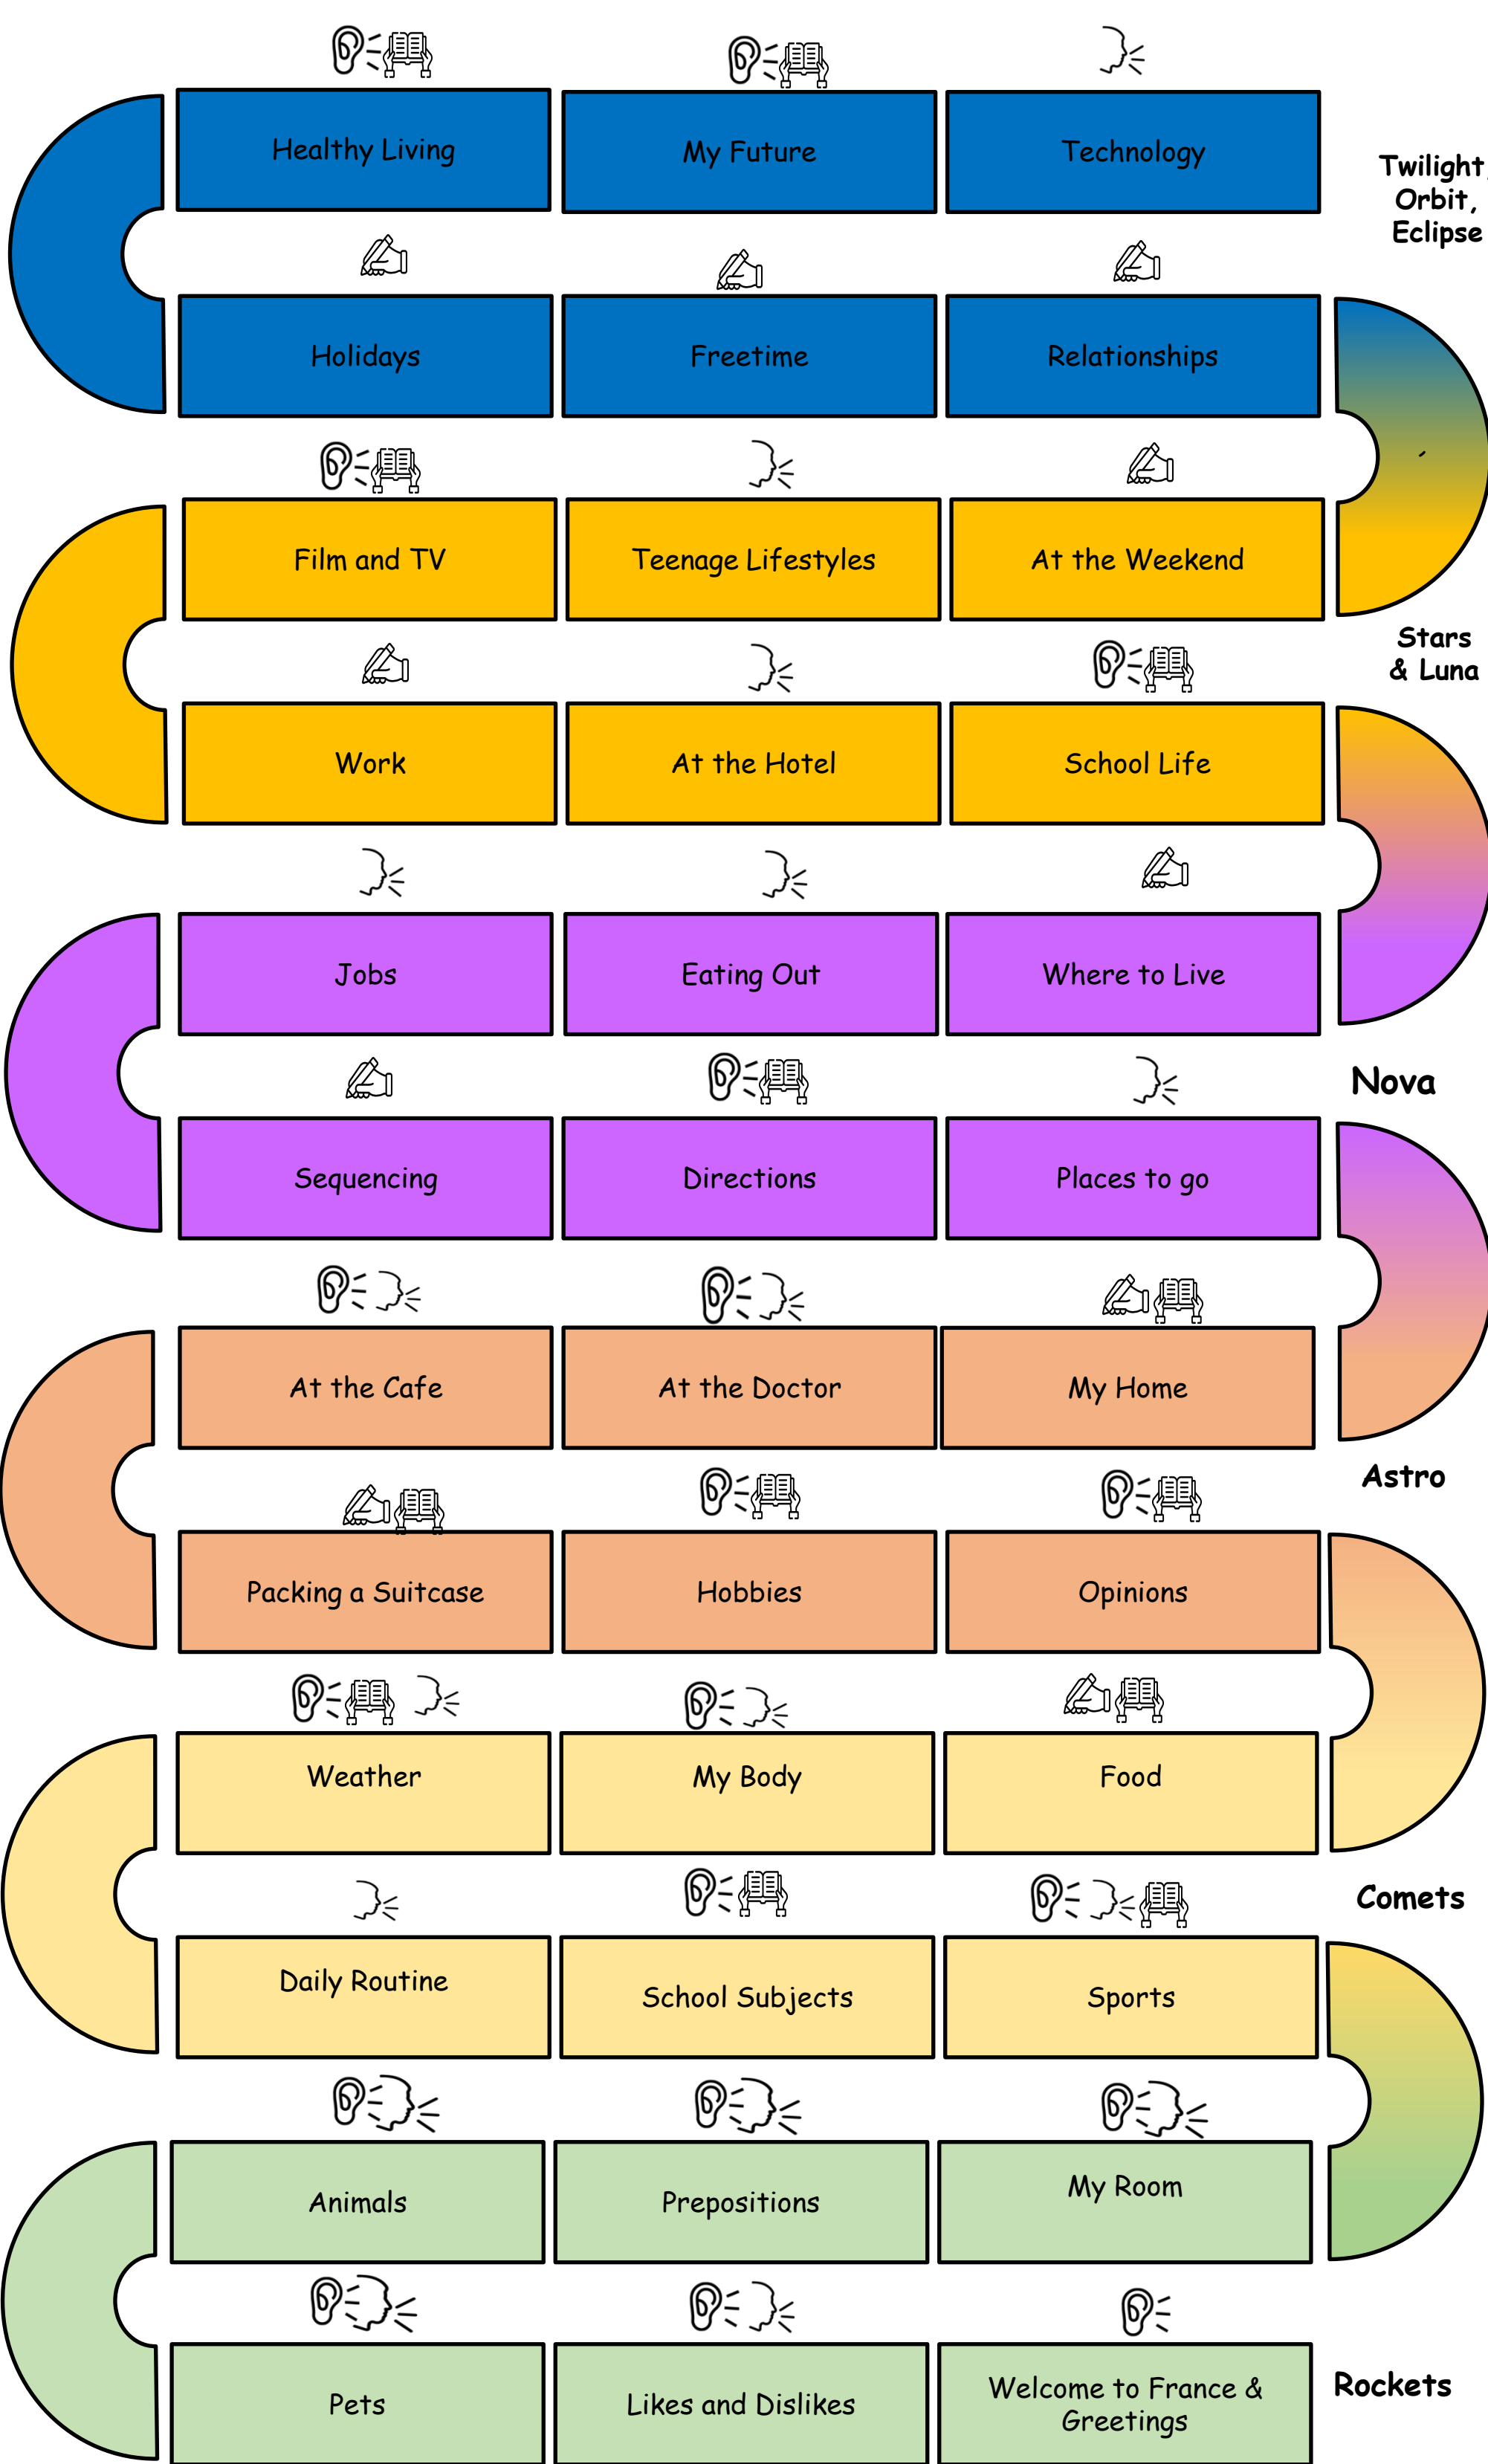 Healthy Living
My Future
Technology
Twilight,
Orbit,
Eclipse
Holidays
Freetime
Relationships
Film and TV
Teenage Lifestyles
At the Weekend
Stars
& Luna
Work
At the Hotel
School Life
Jobs
Eating Out
Where to Live
Nova
Sequencing
Directions
Places to go
At the Cafe
At the Doctor
My Home
Astro
Packing a Suitcase
Hobbies
Opinions
Weather
My Body
Food
Comets
Daily Routine
School Subjects
Sports
Animals
Prepositions
My Room
Pets
Likes and Dislikes
Welcome to France &
Greetings
Rockets